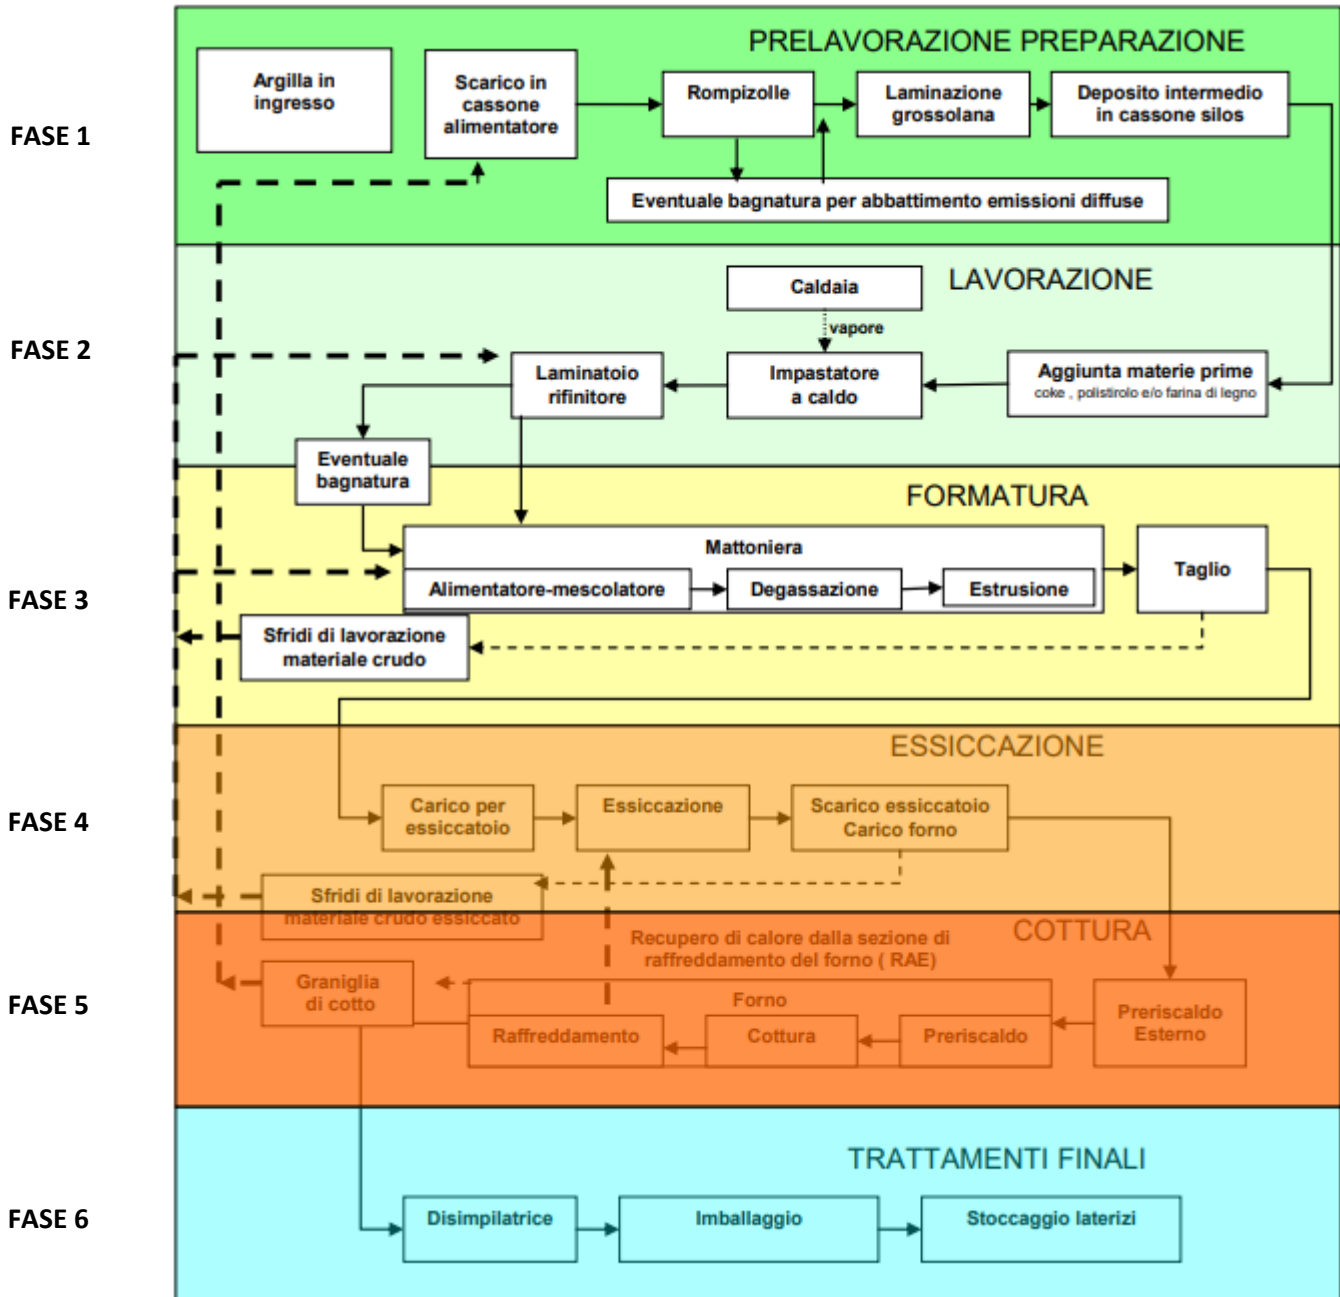 PRELAVORAZIONE PREPARAZIONE
FASE 1
Argilla in
ingresso
Scarico in
cassone
alimentatore
Rompizolle
Laminazione
grossolana
Deposito intermedio
in cassone silos
Eventuale bagnatura per abbattimento emissioni diffuse
LAVORAZIONE
FASE 2
Caldaia
vapore
Laminatoio
rifinitore
Impastatore
a caldo
Aggiunta materie prime
coke , polistirolo e/o farina di legno
Eventuale
bagnatura
FORMATURA
FASE 3
Mattoniera
Alimentatore-mescolatore
Degassazione
Estrusione
Taglio
Sfridi di lavorazione
materiale crudo
ESSICCAZIONE
FASE 4
Carico per
essiccatoio
Essiccazione
Scarico essiccatoio
Carico forno
Sfridi di lavorazione
materiale crudo essiccato
COTTURA
FASE 5
Recupero di calore dalla sezione di
raffreddamento del forno ( RAE)
Graniglia
di cotto
Forno
Raffreddamento
Cottura
Preriscaldo
Preriscaldo
Esterno
TRATTAMENTI FINALI
FASE 6
Disimpilatrice
Imballaggio
Stoccaggio laterizi